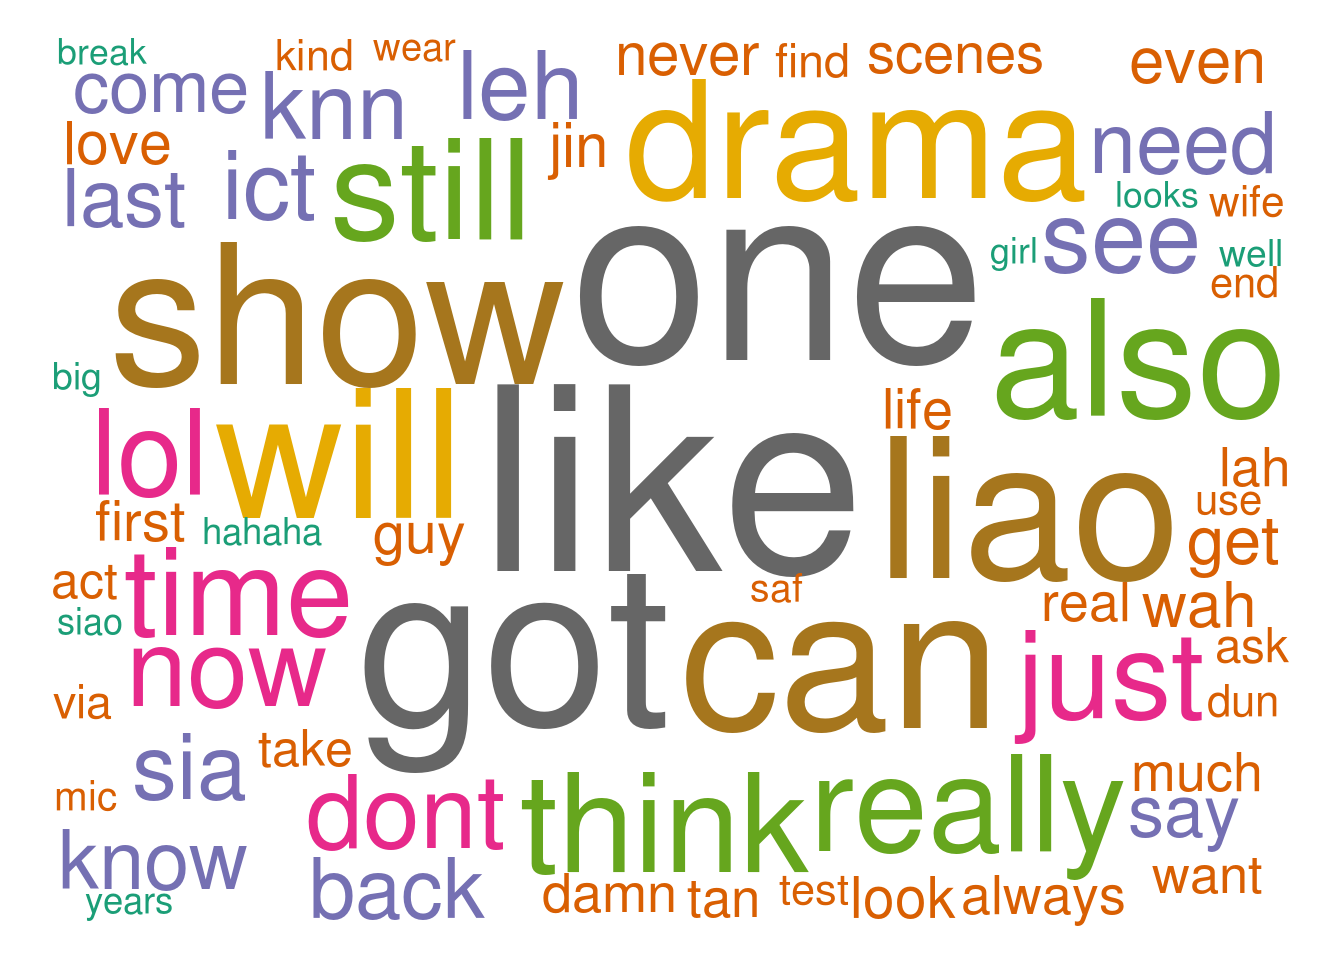 break
kind
wear
never
find
scenes
even
come
knn
leh
drama
need
love
jin
last
ict
still
looks
wife
show
one
girl
see
well
end
big
also
lol
will
like
life
liao
lah
use
first
hahaha
guy
get
act
time
saf
real
wah
siao
now
got
can
just
ask
via
dun
sia
take
mic
dont
think
really
much
say
know
back
years
damn
tan
test
look
always
want